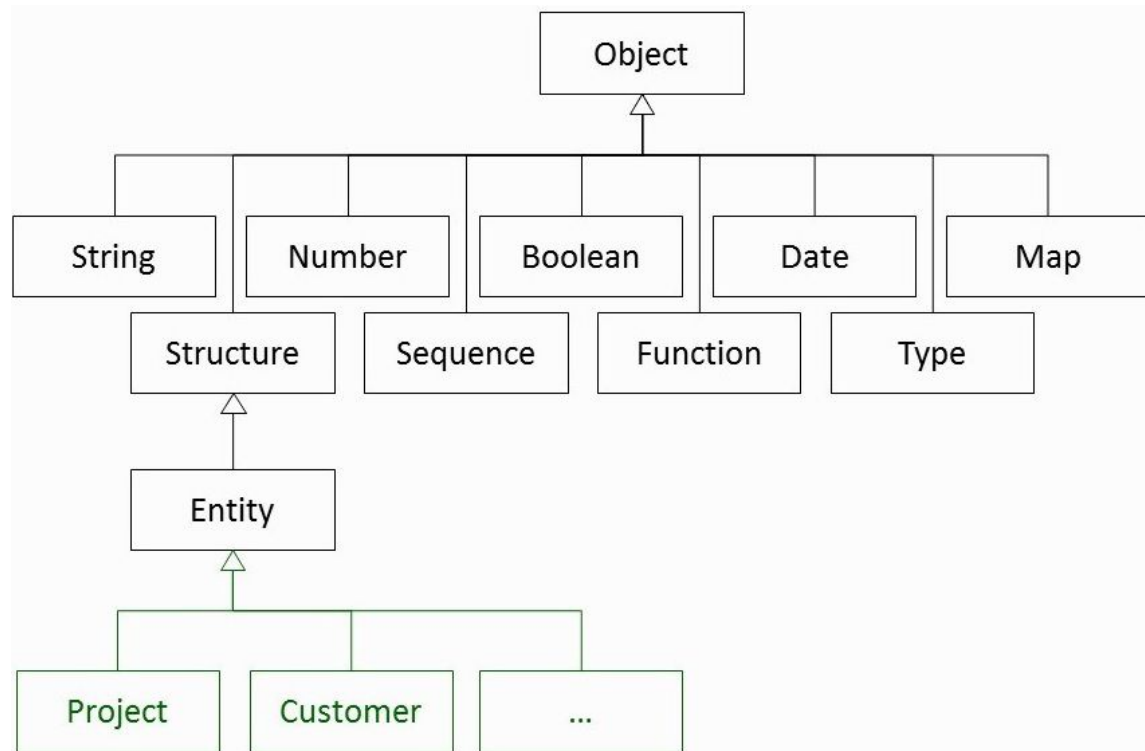 Object
String
Number
Boolean
Date
Map
Structure
Sequence
Function
Type
Entity
Project
Customer
...